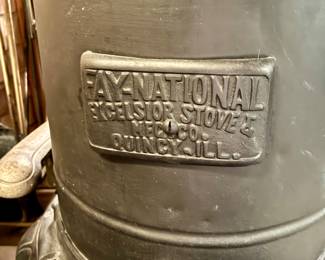 FAY-NATIONAL
EXCELSIOR STOVE &
MFG. CO.
QUINCY-ILL.